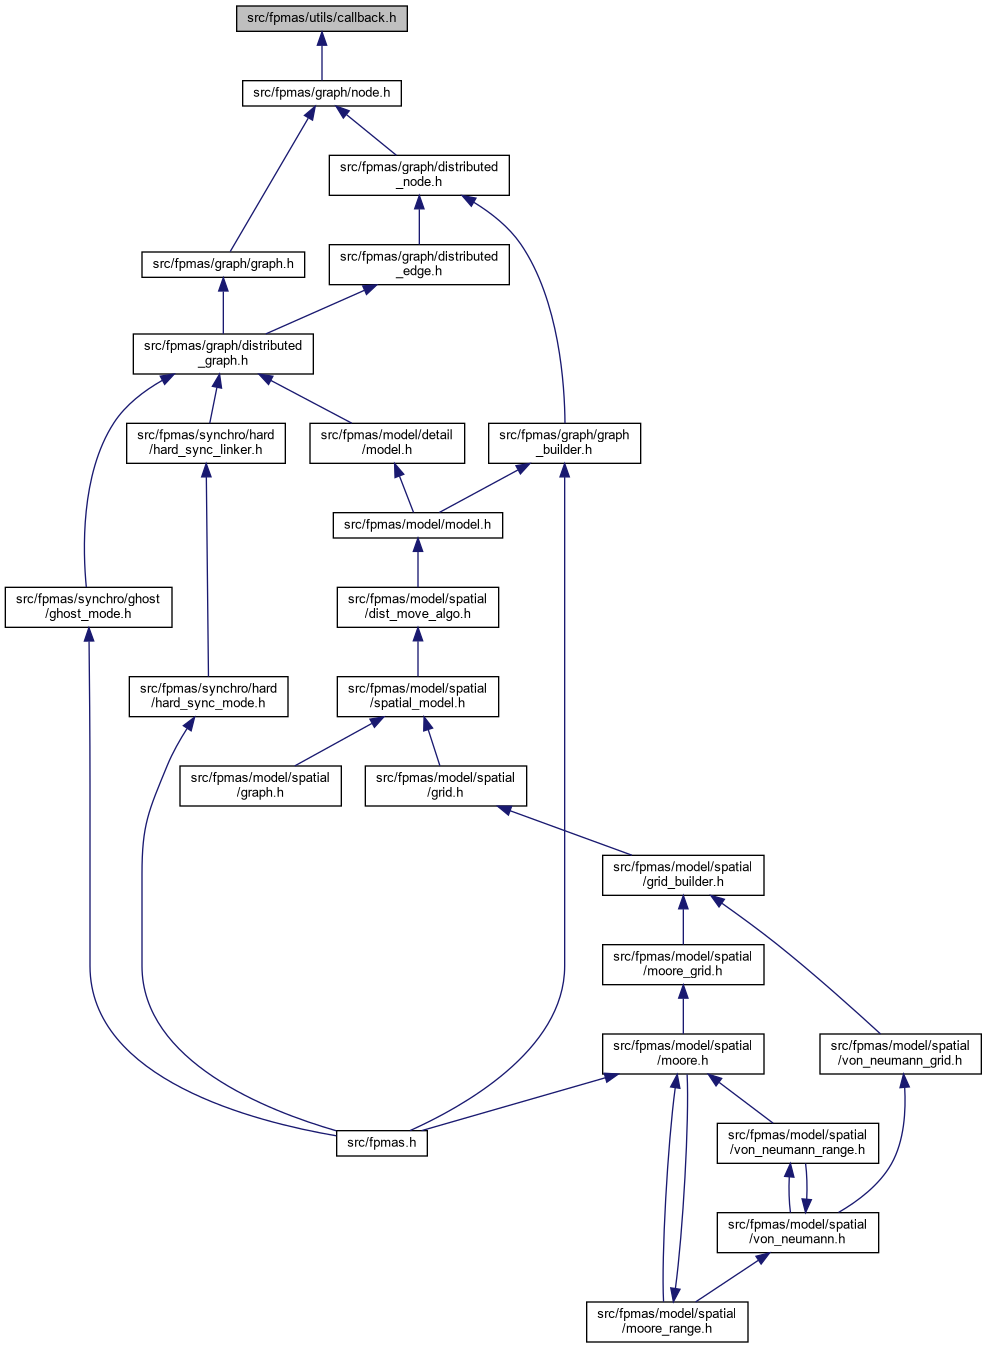 src/fpmas/utils/callback.h
src/fpmas/graph/node.h
src/fpmas/graph/distributed
_node.h
src/fpmas/graph/graph.h
src/fpmas/graph/distributed
_edge.h
src/fpmas/graph/distributed
_graph.h
src/fpmas/synchro/hard
/hard_sync_linker.h
src/fpmas/model/detail
/model.h
src/fpmas/graph/graph
_builder.h
src/fpmas/model/model.h
src/fpmas/synchro/ghost
/ghost_mode.h
src/fpmas/model/spatial
/dist_move_algo.h
src/fpmas/synchro/hard
/hard_sync_mode.h
src/fpmas/model/spatial
/spatial_model.h
src/fpmas/model/spatial
/graph.h
src/fpmas/model/spatial
/grid.h
src/fpmas/model/spatial
/grid_builder.h
src/fpmas/model/spatial
/moore_grid.h
src/fpmas/model/spatial
/moore.h
src/fpmas/model/spatial
/von_neumann_grid.h
src/fpmas.h
src/fpmas/model/spatial
/von_neumann_range.h
src/fpmas/model/spatial
/von_neumann.h
src/fpmas/model/spatial
/moore_range.h